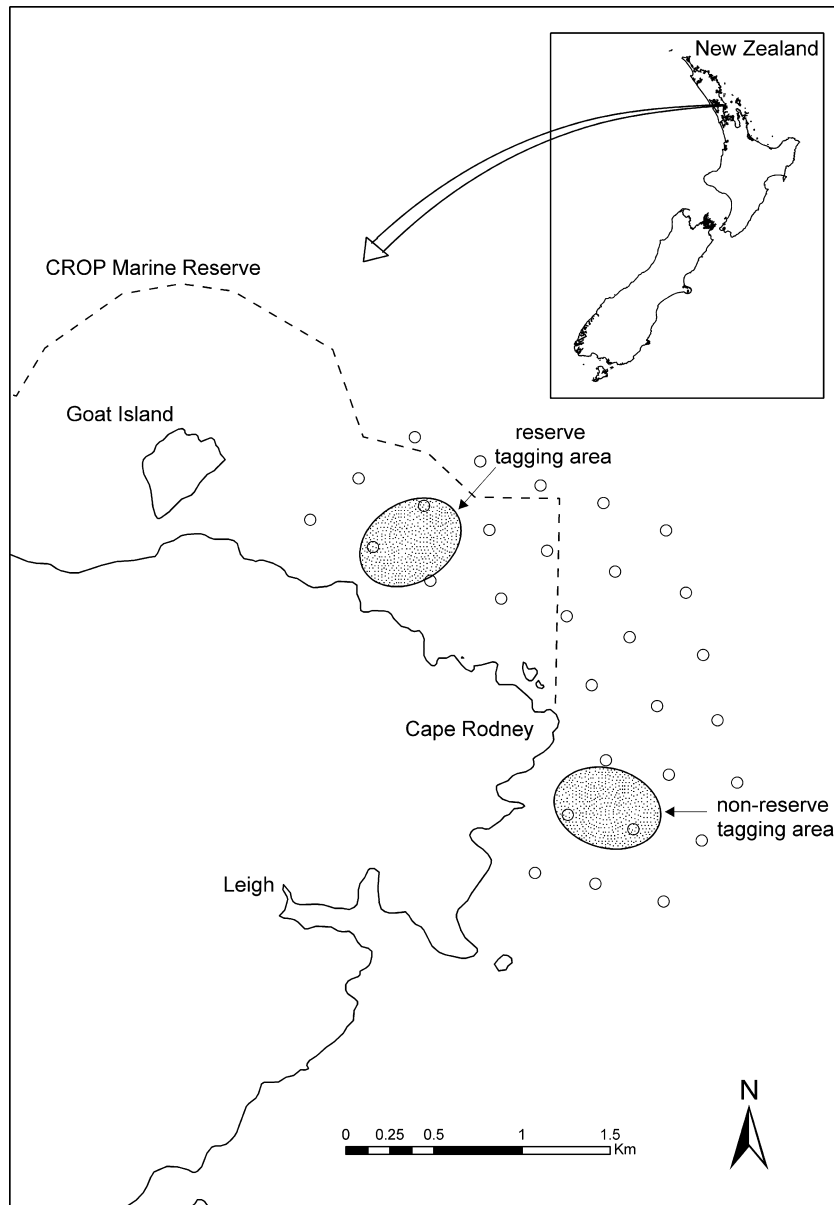 New Zealand
CROP Marine Reserve
Goat Island
reserve
tagging area
Cape Rodney
non-reserve
tagging area
Leigh
N
0 0.25 0.5 1 1.5
Km